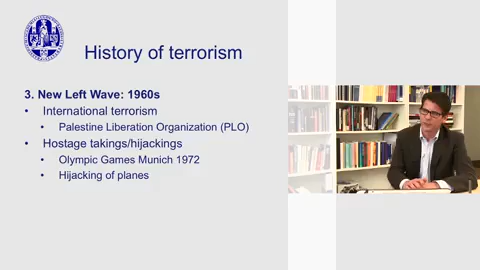 History of terrorism
3. New Left Wave: 1960s
• International terrorism
• Palestine Liberation Organization (PLO)
• Hostage takings/hijackings
• Olympic Games Munich 1972
• Hijacking of planes